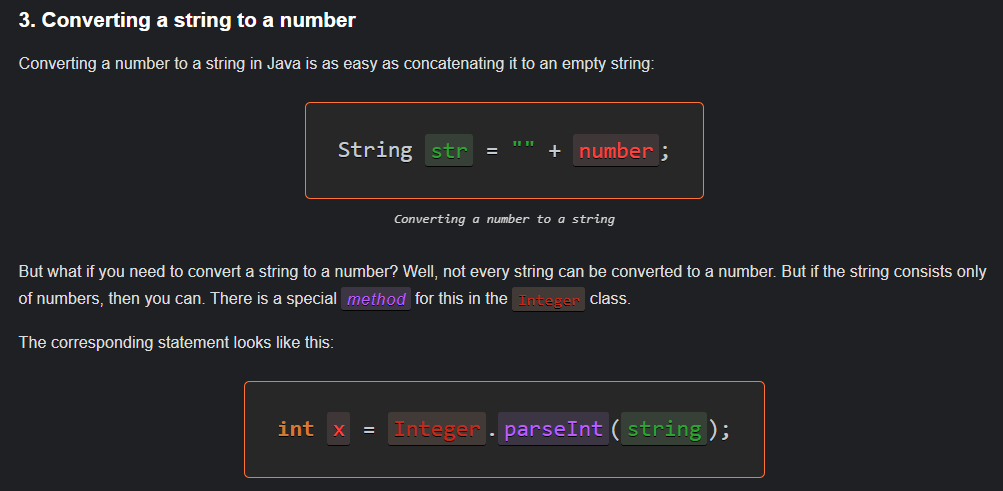 3. Converting a string to a number
Converting a number to a string in Java is as easy as concatenating it to an empty string:
String str = "" + number;
Converting a number to a string
But what if you need to convert a string to a number? Well, not every string can be converted to a number. But if the string consists only
of numbers, then you can. There is a special method for this in the Integer class.
The corresponding statement looks like this:
int x = Integer.parseInt(string);